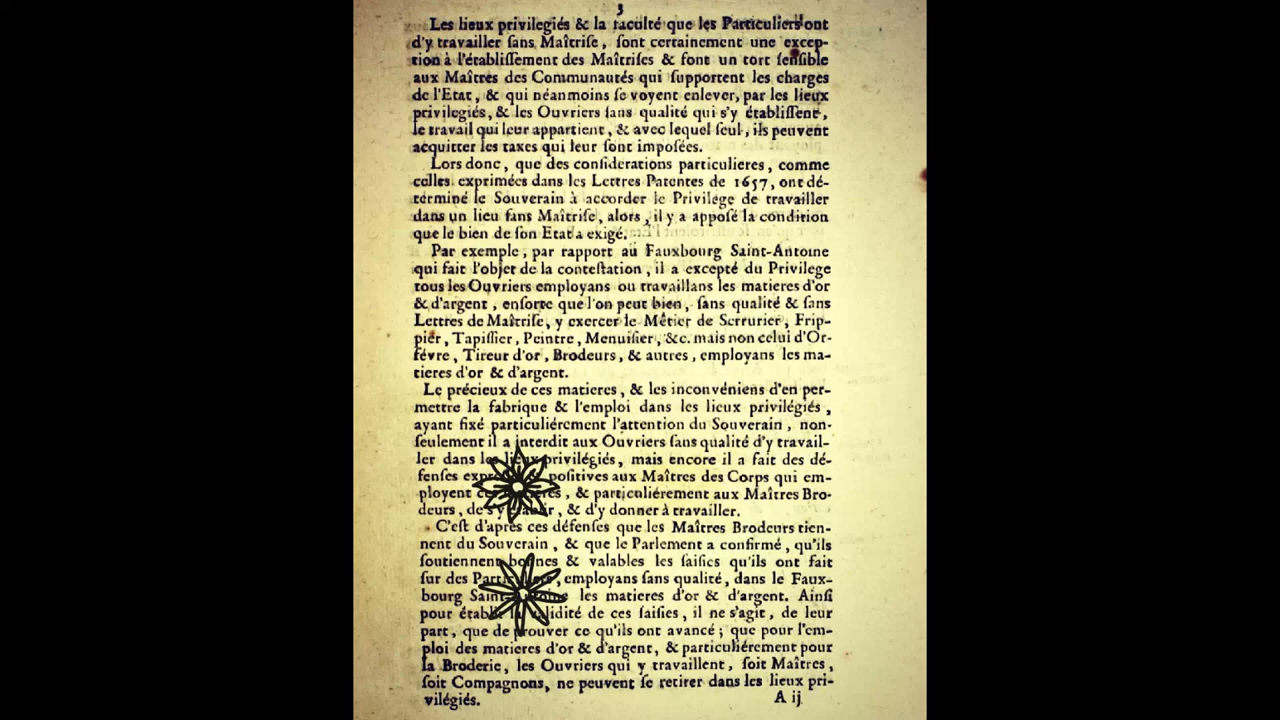 3
Les lieux privilegiés & la faculté que les Particuliers ont
d'y travailler ſans Maîtriſe, ſont certainement une excep-
tion à l'établiſſement des Maîtriſes & font un tort ſenſible
aux Maîtres des Communautés qui ſupportent les charges
de l'Etat, & qui néanmoins ſe voyent enlever, par les lieux
privilegiés, & les Ouvriers ſans qualité qui s'y établiſſent,
le travail qui leur appartient, & avec lequel ſeul, ils peuvent
acquitter les taxes qui leur ſont impoſées.
Lors donc, que des conſidérations particulieres, comme
celles exprimées dans les Lettres Patentes de 1657, ont dé-
terminé le Souverain à accorder le Privilége de travailler
dans un lieu ſans Maîtriſe, alors, il y a appoſé la condition
que le bien de ſon Etat a exigé.
Par exemple, par rapport au Fauxbourg Saint-Antoine
qui fait l'objet de la conteſtation, il a excepté du Privilege
tous les Ouvriers employans ou travaillans les matieres d'or
& d'argent, enſorte que l'on peut bien, ſans qualité & ſans
Lettres de Maîtriſe, y exercer le Métier de Serrurier, Frip-
pier, Tapiſſier, Peintre, Menuiſier, &c. mais non celui d'Or-
févre, Tireur d'or, Brodeurs, & autres, employans les ma-
tieres d'or & d'argent.
Le précieux de ces matieres, & les inconvéniens d'en per-
mettre la fabrique & l'emploi dans les lieux privilégiés,
ayant fixé particuliérement l'attention du Souverain, non-
ſeulement il a interdit aux Ouvriers ſans qualité d'y travail-
ler dans les lieux privilégiés, mais encore il a fait des dé-
fenſes poſitives aux Maîtres des Corps qui em-
ployent ces matieres, & particuliérement aux Maîtres Bro-
deurs, de s'y établir, & d'y donner à travailler.
C'eſt d'après ces défenſes que les Maîtres Brodeurs tien-
nent du Souverain, & que le Parlement a confirmé, qu'ils
ſoutiennent bonnes & valables les ſaiſies qu'ils ont fait
ſur des Particuliers, employans ſans qualité, dans le Faux-
bourg Saint-Antoine les matieres d'or & d'argent. Ainſi
pour établir la validité de ces ſaiſies, il ne s'agit, de leur
part, que de prouver ce qu'ils ont avancé; que pour l'em-
ploi des matieres d'or & d'argent, & particuliérement pour
la Broderie, les Ouvriers qui y travaillent, ſoit Maîtres,
ſoit Compagnons, ne peuvent ſe retirer dans les lieux pri-
vilégiés.
A ij